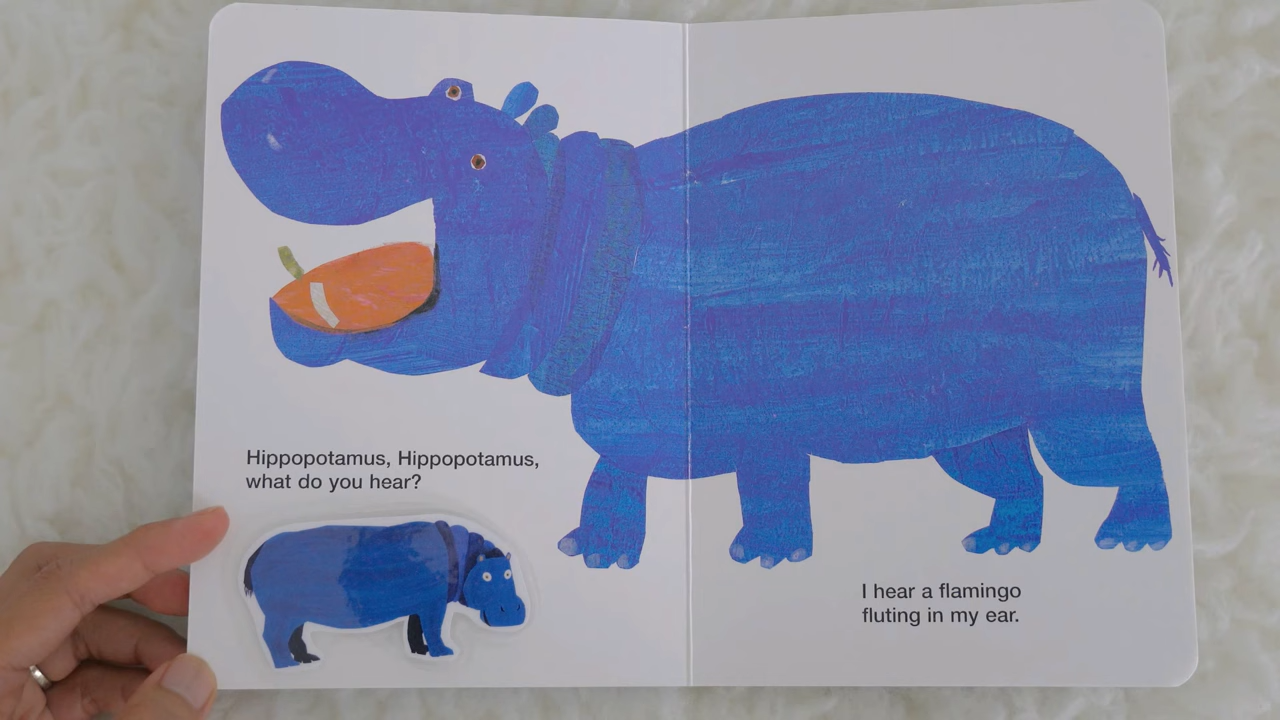 Hippopotamus, Hippopotamus,
what do you hear?
I hear a flamingo
fluting in my ear.